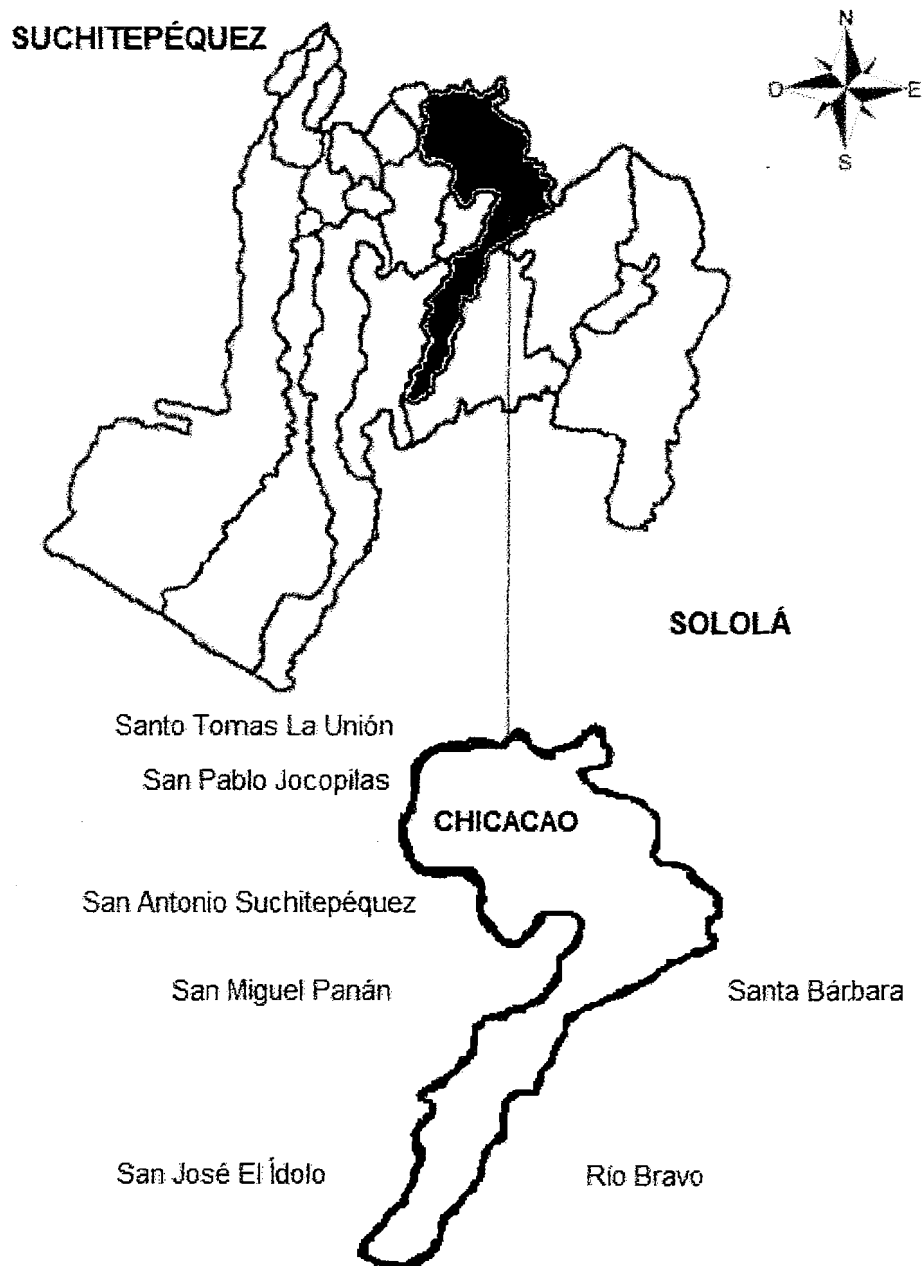 SUCHITEPÉQUEZ
N
O E
S
SOLOLÁ
Santo Tomas La Unión
San Pablo Jocopilas
CHICACAO
San Antonio Suchitepéquez
San Miguel Panán
Santa Bárbara
San José El Ídolo
Río Bravo